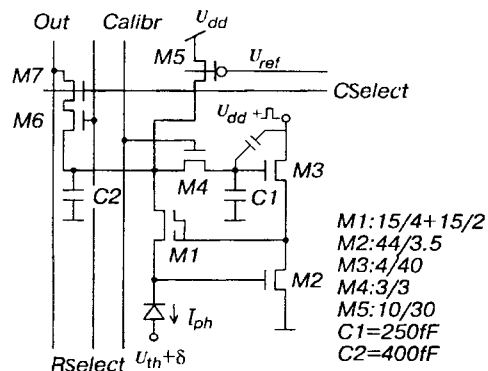 Out Calibr
U_dd
M5
U_ref
M7
CSelect
M6
U_dd+
M3
M4
C2
C1
M1
M2
I_ph
U_th+δ
RSelect
M1:15/4+15/2
M2:44/3.5
M3:4/40
M4:3/3
M5:10/30
C1=250fF
C2=400fF